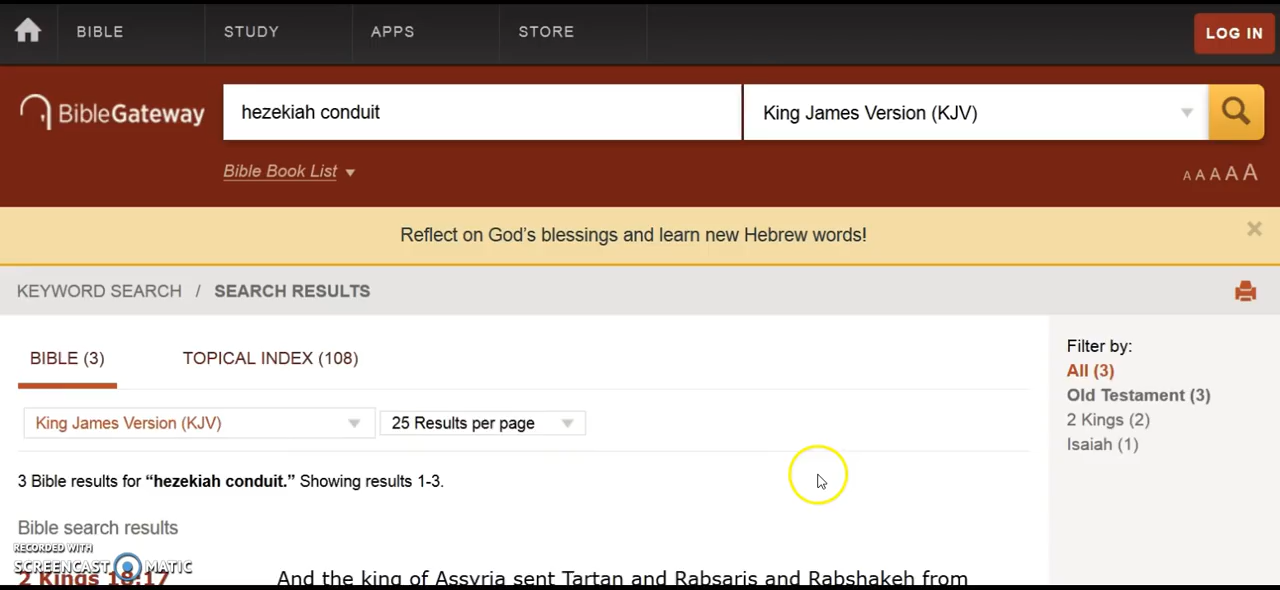 BIBLE STUDY APPS STORE LOG IN
BibleGateway hezekiah conduit King James Version (KJV)
Bible Book List A A A A A
Reflect on God's blessings and learn new Hebrew words!
KEYWORD SEARCH / SEARCH RESULTS
BIBLE (3) TOPICAL INDEX (108)
King James Version (KJV) 25 Results per page
3 Bible results for “hezekiah conduit.” Showing results 1-3.
Bible search results
RECORDED WITH
SCREENCAST MATIC
2 Kings 18:17 And the king of Assyria sent Tartan and Rabsaris and Rabshakeh from
Filter by:
All (3)
Old Testament (3)
2 Kings (2)
Isaiah (1)